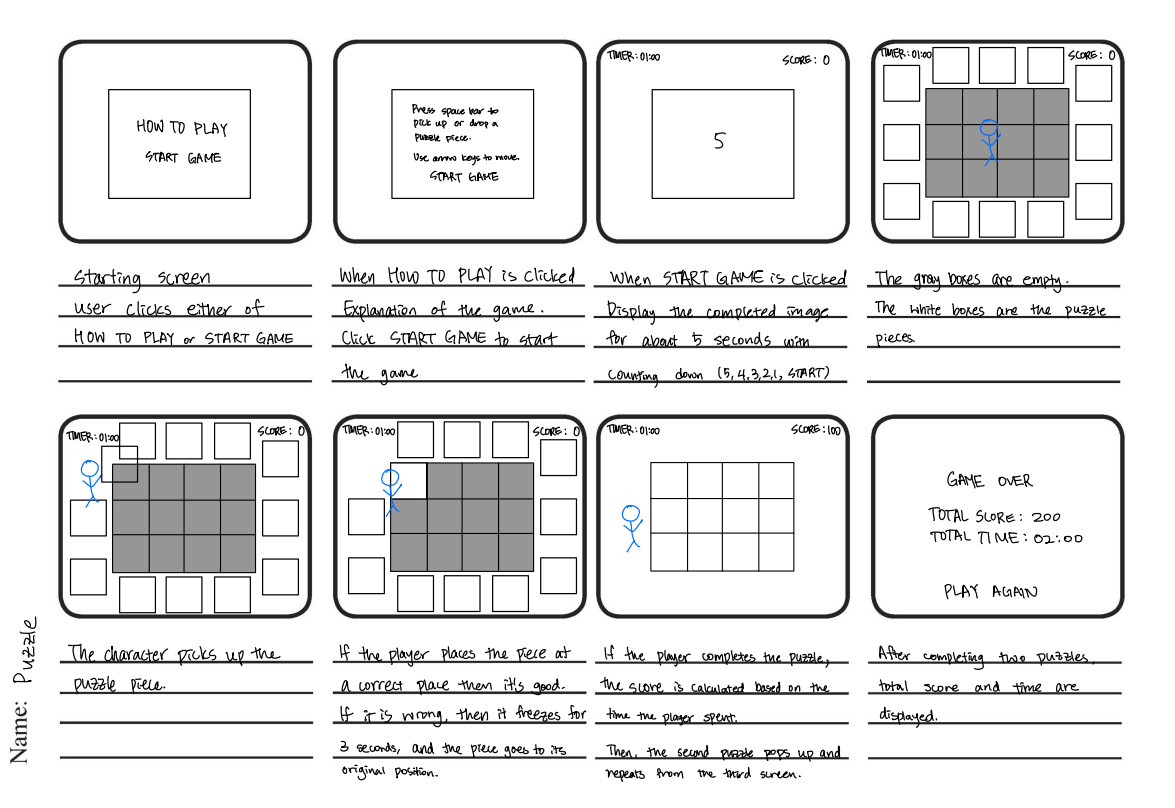 HOW TO PLAY
START GAME
Starting screen
user clicks either of
HOW TO PLAY or START GAME
Press space bar to
pick up or drop a
puzzle piece.
Use arrow keys to move.
START GAME
When HOW TO PLAY is clicked
Explanation of the game.
Click START GAME to start
the game
TIMER: 01:00
SCORE: 0
5
When START GAME is clicked
Display the completed image
for about 5 seconds with
counting down (5,4,3,2,1, START)
TIMER: 01:00
SCORE: 0
The gray boxes are empty.
The white boxes are the puzzle
pieces.
TIMER: 01:00
SCORE: 0
The character picks up the
puzzle piece.
TIMER: 01:00
SCORE: 0
If the player places the piece at
a correct place then it's good.
If it is wrong, then it freezes for
3 seconds, and the piece goes to its
original position.
TIMER: 01:00
SCORE: 100
If the player completes the puzzle,
the score is calculated based on the
time the player spent.
Then, the second puzzle pops up and
repeats from the third screen.
GAME OVER
TOTAL SCORE: 200
TOTAL TIME: 02:00
PLAY AGAIN
After completing two puzzles,
total score and time are
displayed.
Name: Puzzle